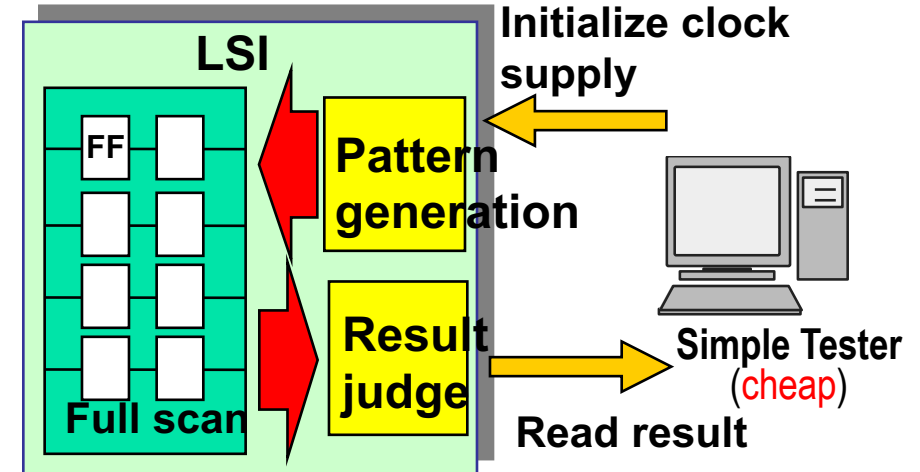 LSI
Initialize clock
supply
FF
Pattern
generation
Result
judge
Full scan
Simple Tester
(cheap)
Read result